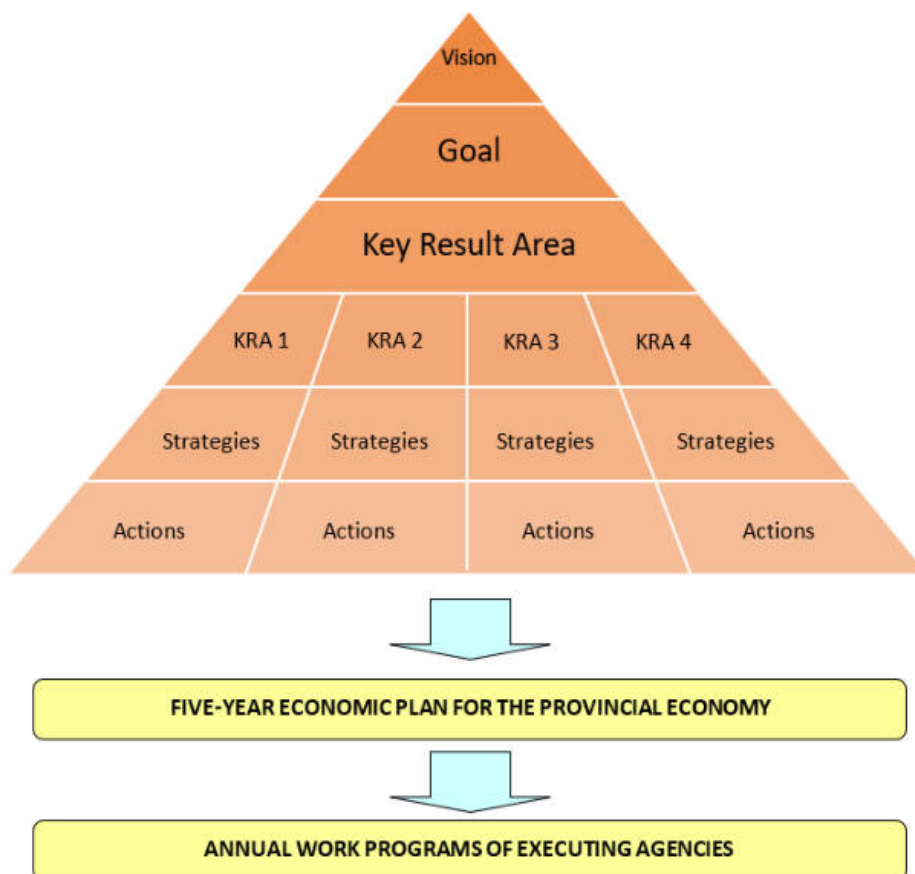 Vision
Goal
Key Result Area
KRA 1 KRA 2 KRA 3 KRA 4
Strategies Strategies Strategies Strategies
Actions Actions Actions Actions
FIVE-YEAR ECONOMIC PLAN FOR THE PROVINCIAL ECONOMY
ANNUAL WORK PROGRAMS OF EXECUTING AGENCIES